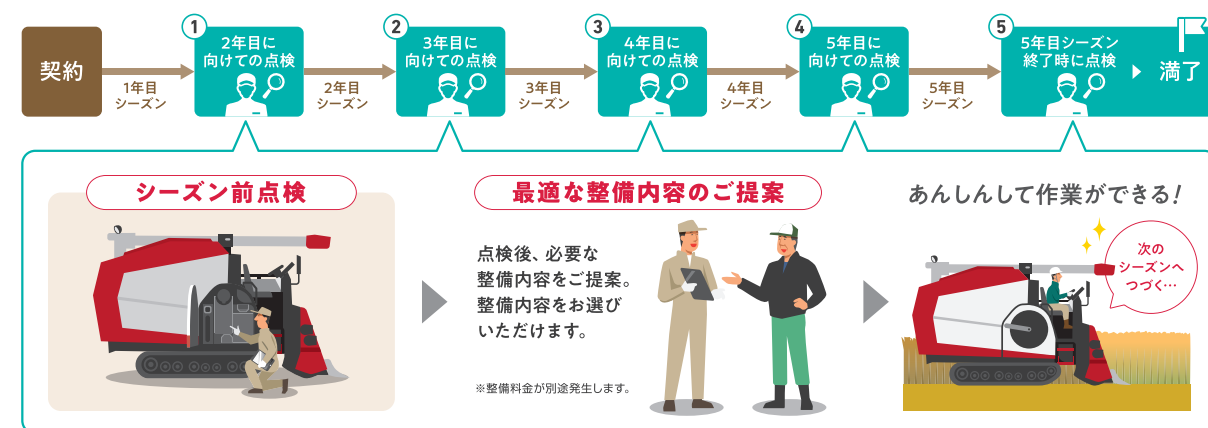 契約
1年目
シーズン
1
2年目に
向けての点検
2年目
シーズン
2
3年目に
向けての点検
3年目
シーズン
3
4年目に
向けての点検
4年目
シーズン
4
5年目に
向けての点検
5年目
シーズン
5
5年目シーズン
終了時に点検
満了
シーズン前点検
最適な整備内容のご提案
点検後、必要な
整備内容をご提案。
整備内容をお選び
いただけます。
※整備料金が別途発生します。
あんしんして作業ができる!
次の
シーズンへ
つづく…